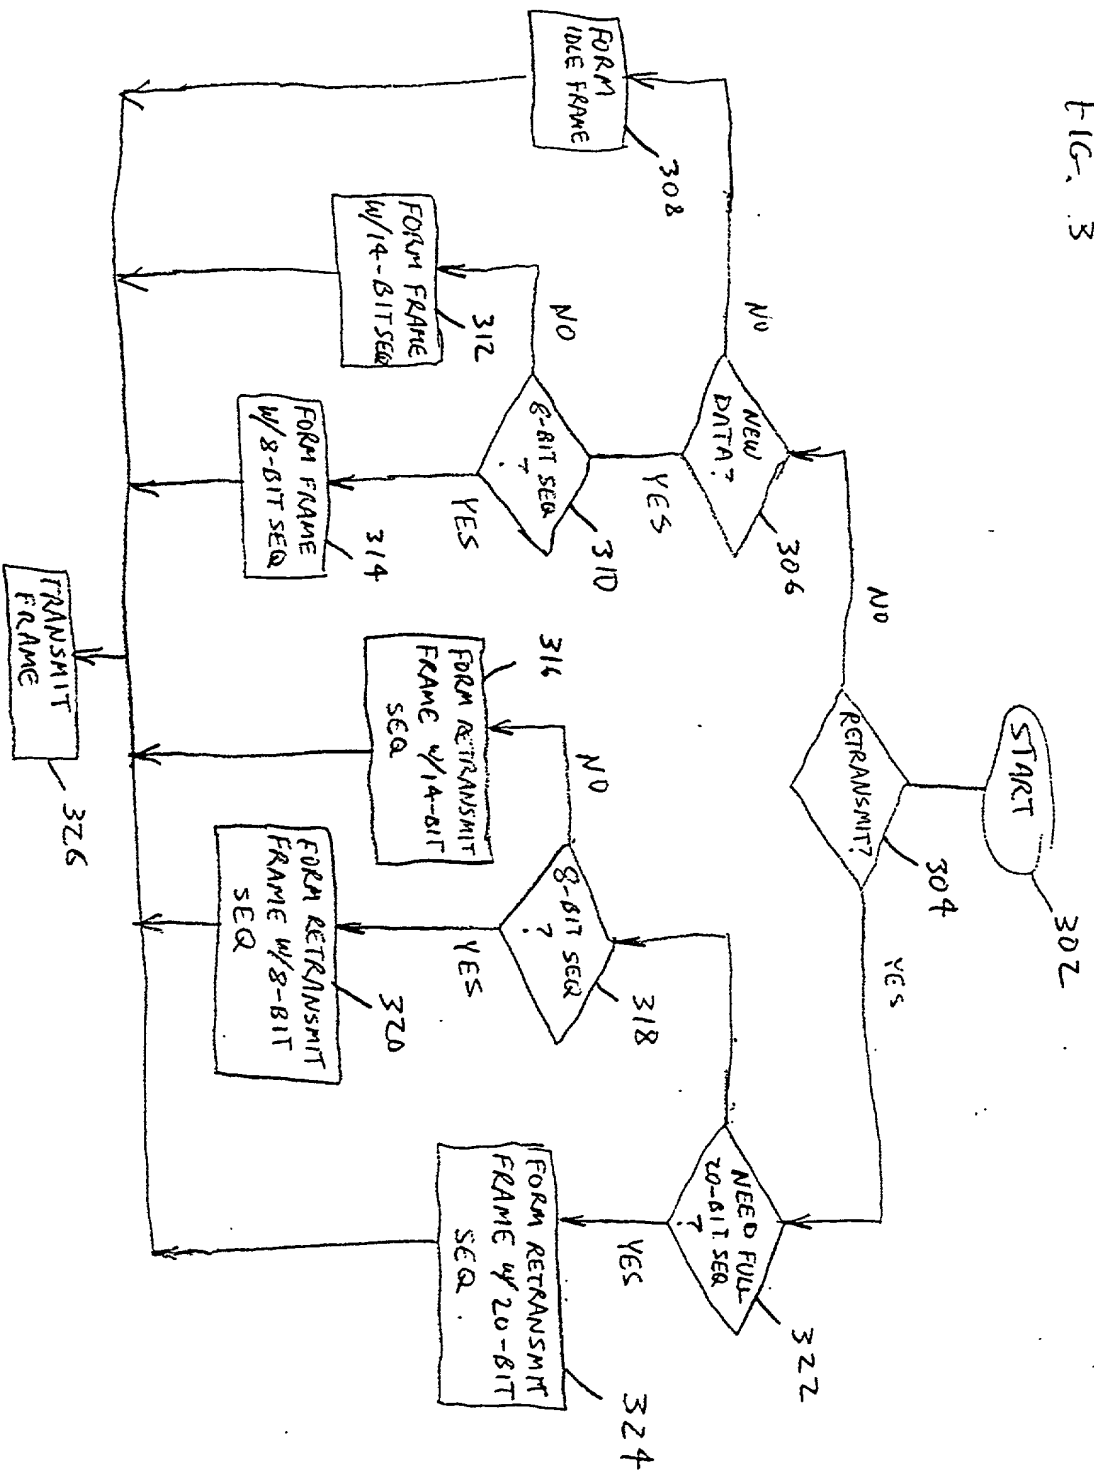 FIG. 3
START
302
RETRANSMIT?
304
NO
YES
NEW
DATA?
306
NEED FULL
20-BIT SEQ
?
322
NO
YES
YES
FORM
IDLE FRAME
308
8-BIT SEQ
?
310
8-BIT SEQ
?
318
FORM RETRANSMIT
FRAME W/ 20-BIT
SEQ.
324
NO
YES
NO
YES
FORM FRAME
W/14-BIT SEQ
312
FORM FRAME
W/ 8-BIT SEQ
314
316
FORM RETRANSMIT
FRAME W/14-BIT
SEQ
FORM RETRANSMIT
FRAME W/8-BIT
SEQ
320
TRANSMIT
FRAME
326